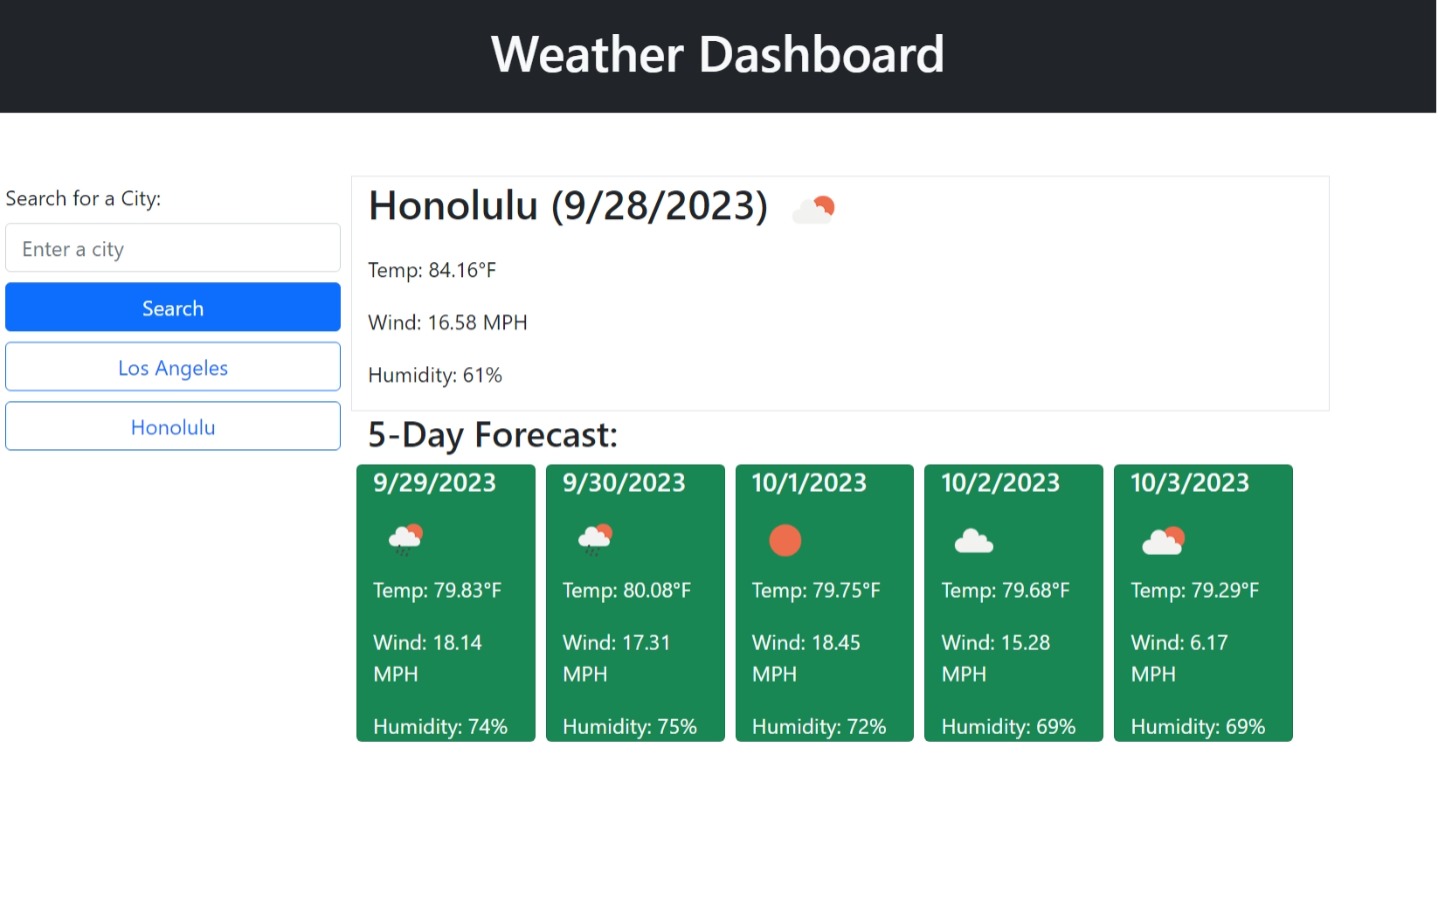 Weather Dashboard
Search for a City:
Enter a city
Search
Los Angeles
Honolulu
Honolulu (9/28/2023)
Temp: 84.16°F
Wind: 16.58 MPH
Humidity: 61%
5-Day Forecast:
9/29/2023
Temp: 79.83°F
Wind: 18.14
MPH
Humidity: 74%
9/30/2023
Temp: 80.08°F
Wind: 17.31
MPH
Humidity: 75%
10/1/2023
Temp: 79.75°F
Wind: 18.45
MPH
Humidity: 72%
10/2/2023
Temp: 79.68°F
Wind: 15.28
MPH
Humidity: 69%
10/3/2023
Temp: 79.29°F
Wind: 6.17
MPH
Humidity: 69%